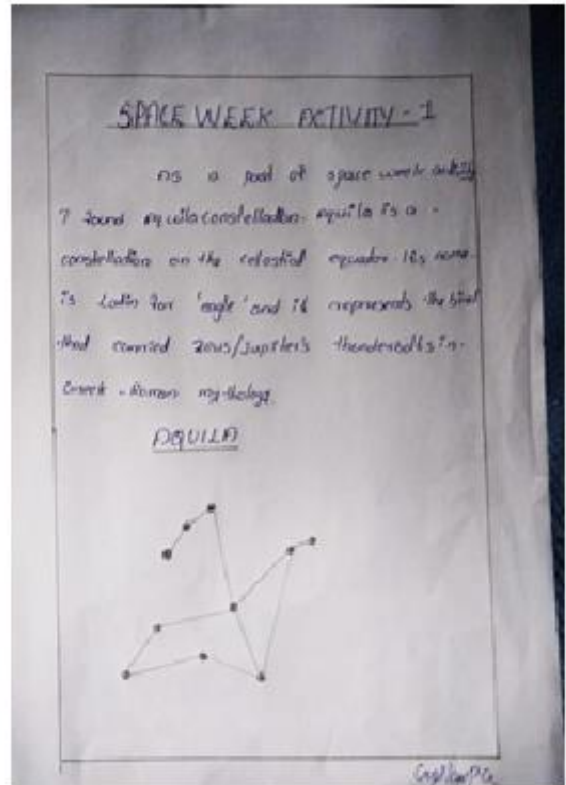 SPACE WEEK ACTIVITY - 1
As a part of space week
I found aquila constellation. aquila is a
constellation on the celestial equator. Its name
is Latin for 'eagle' and it represents the bird
that carried Zeus/Jupiter's thunderbolts in
Greek - Roman mythology.
AQUILA